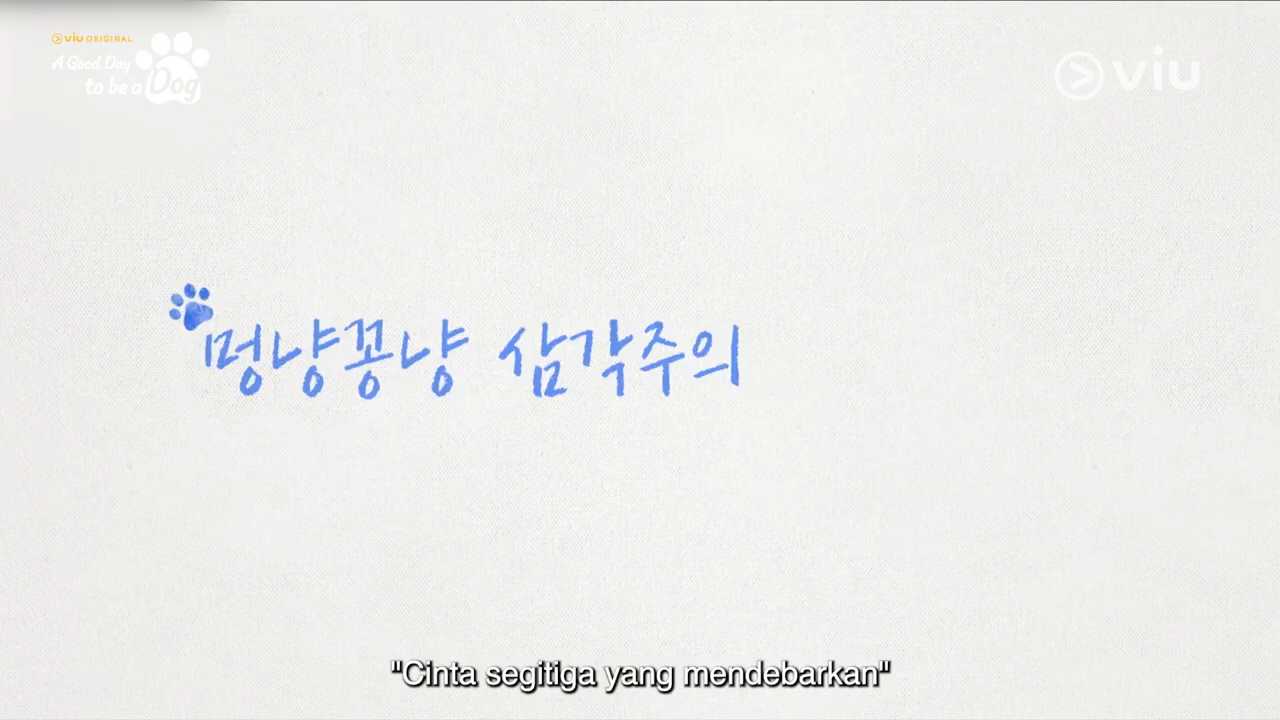 viu ORIGINAL
A Good Day
to be a Dog
viu
멍냥꽁냥 삼각주의
"Cinta segitiga yang mendebarkan"